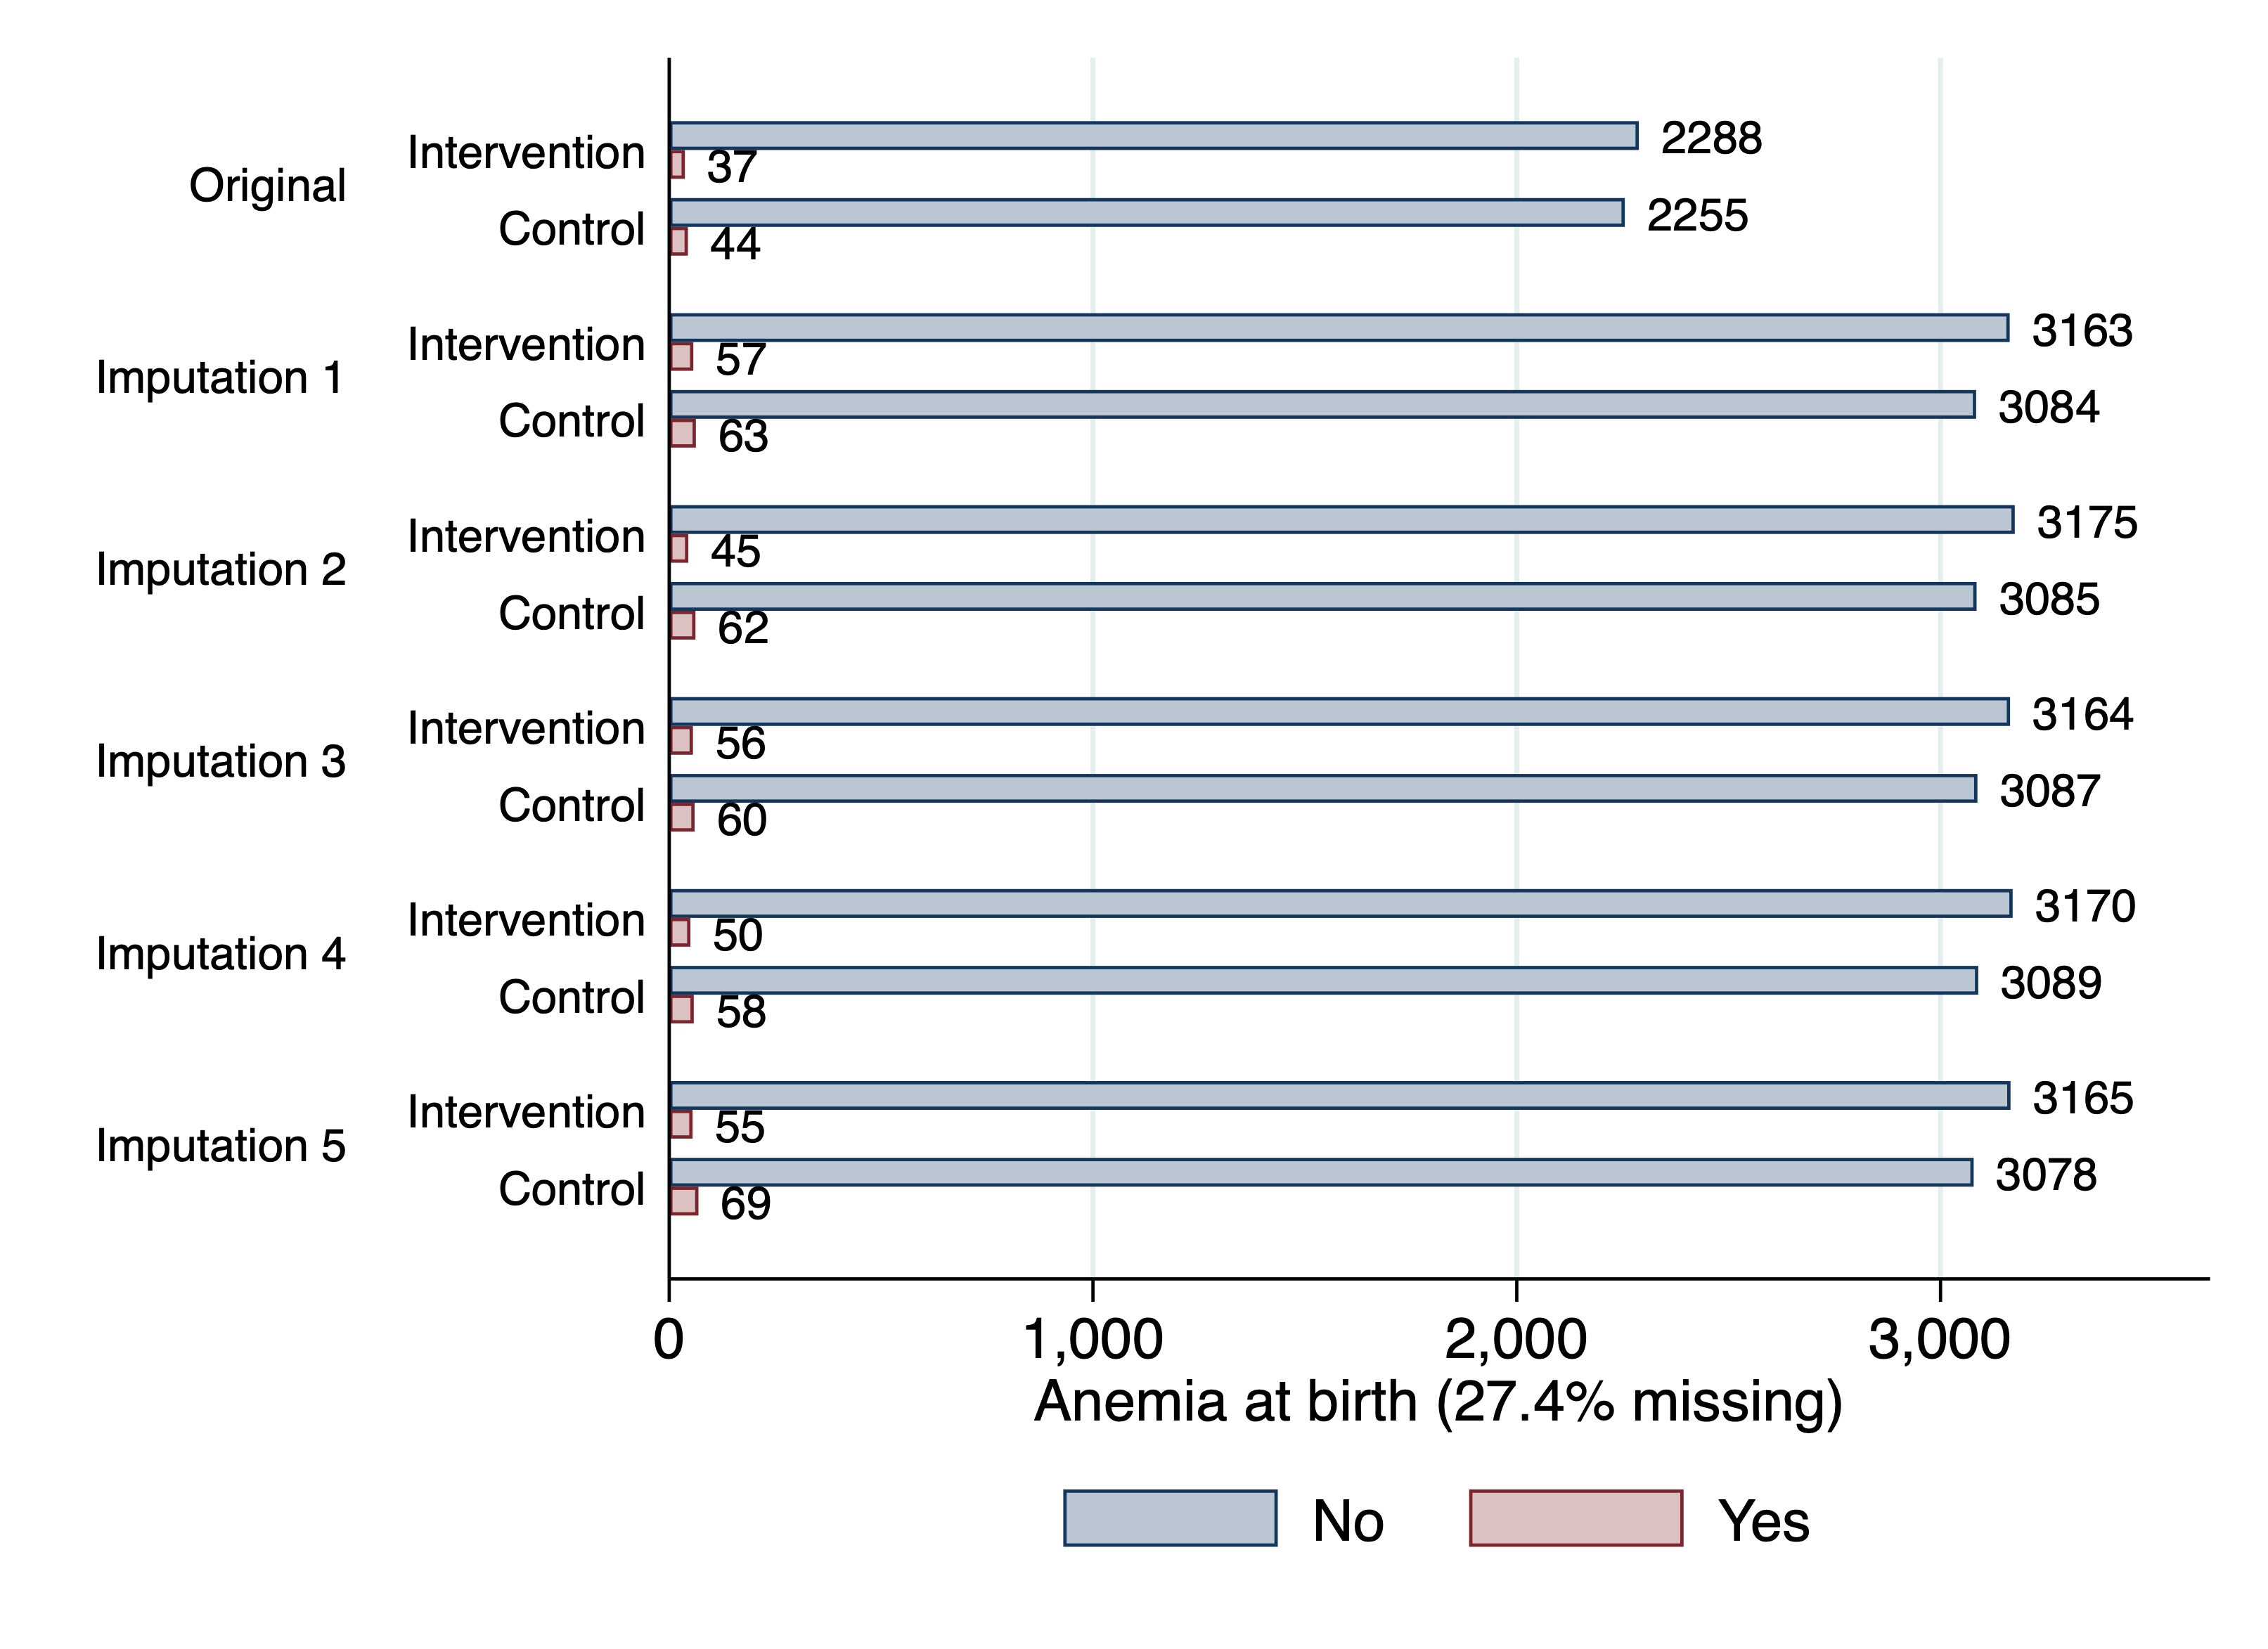 Original
Intervention
2288
37
Control
2255
44
Imputation 1
Intervention
3163
57
Control
3084
63
Imputation 2
Intervention
3175
45
Control
3085
62
Imputation 3
Intervention
3164
56
Control
3087
60
Imputation 4
Intervention
3170
50
Control
3089
58
Imputation 5
Intervention
3165
55
Control
3078
69
0 1,000 2,000 3,000
Anemia at birth (27.4% missing)
No Yes